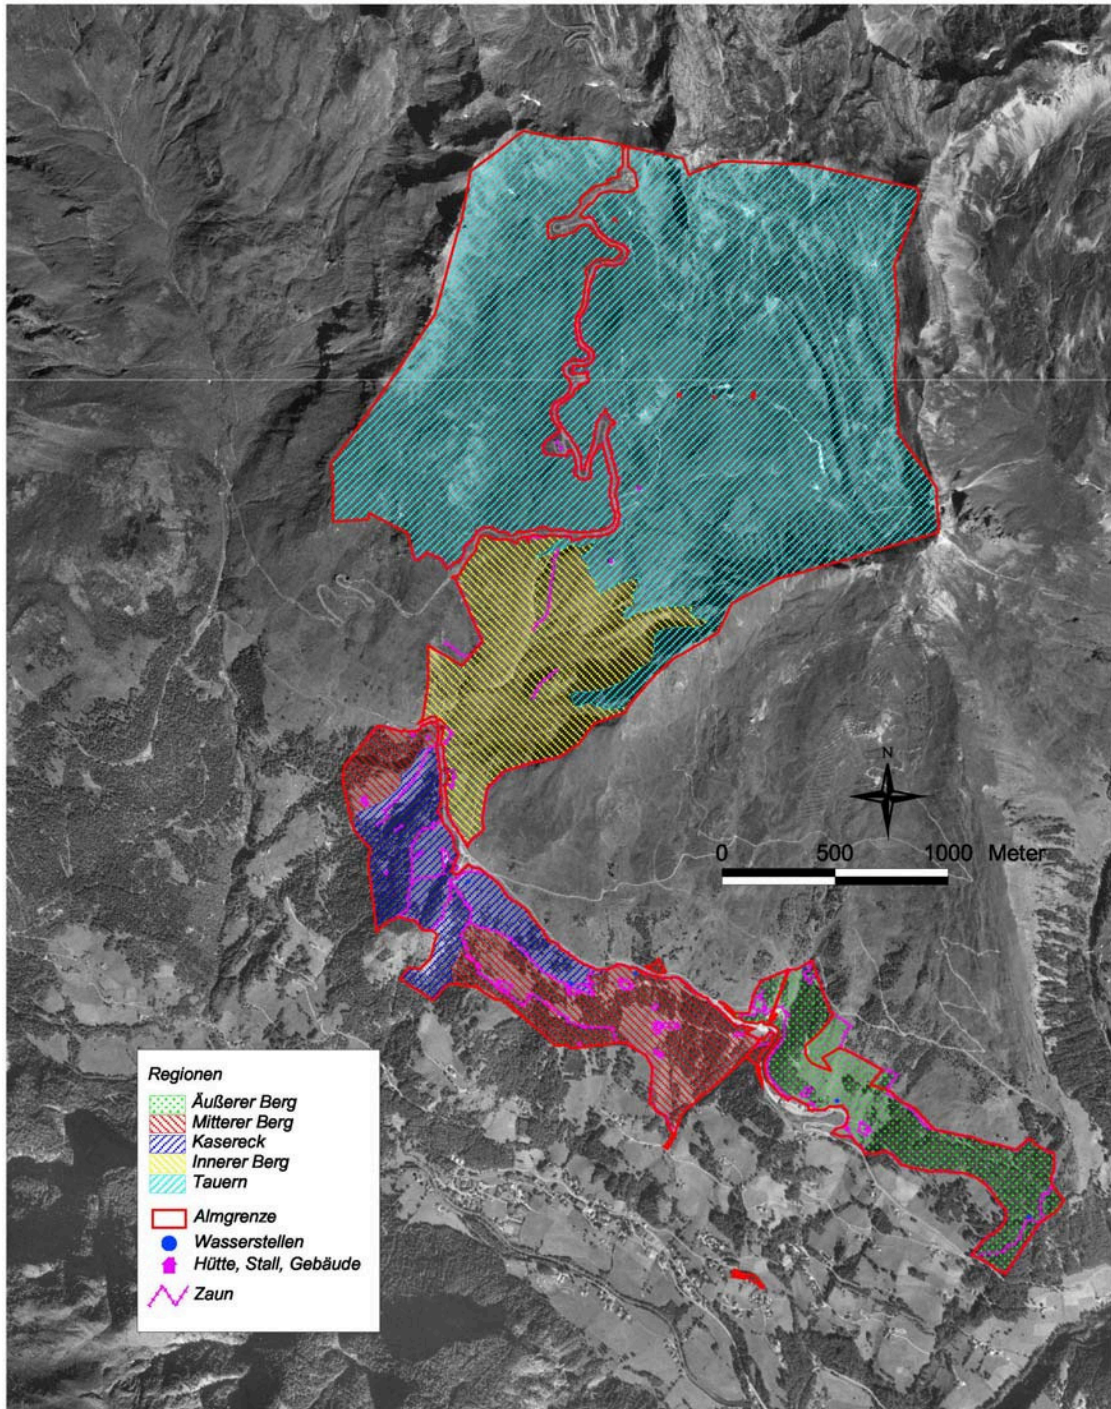 N
0 500 1000 Meter
Regionen
Äußerer Berg
Mitterer Berg
Kasereck
Innerer Berg
Tauern
Almgrenze
Wasserstellen
Hütte, Stall, Gebäude
Zaun